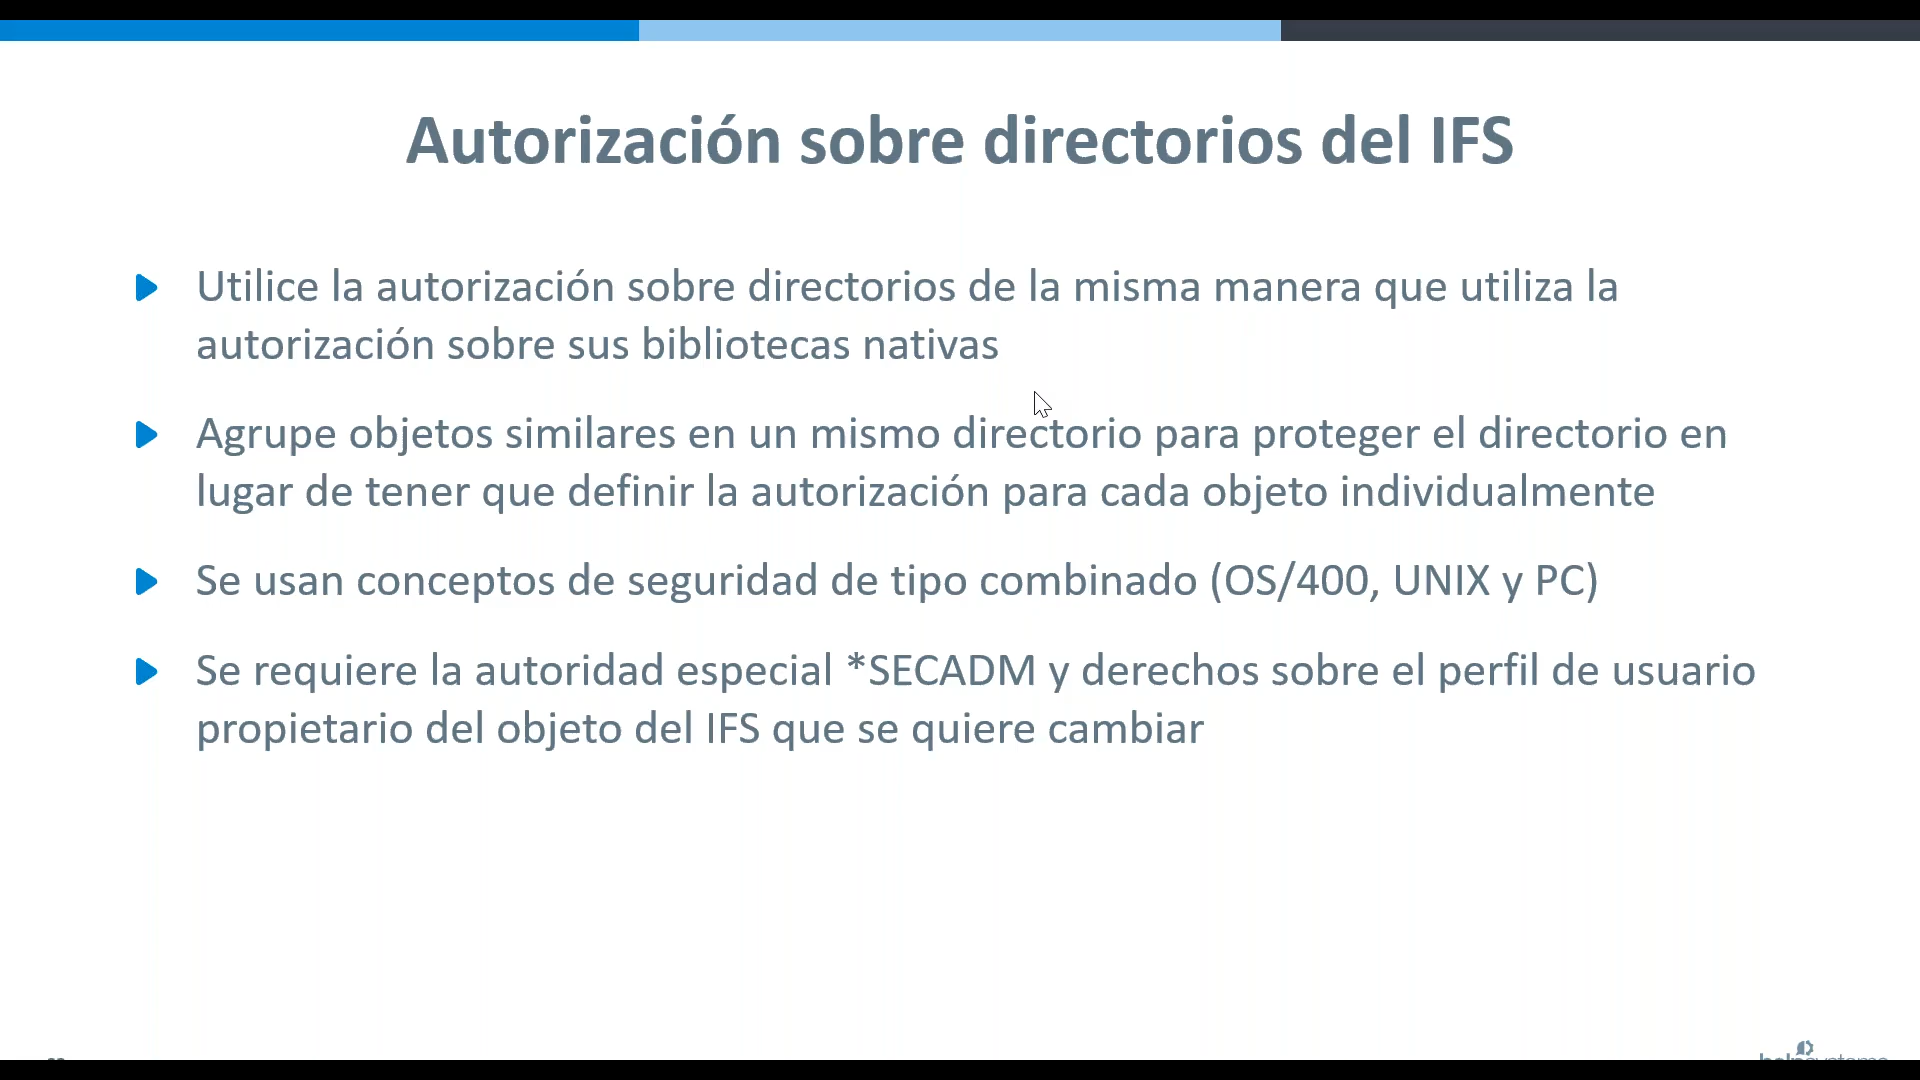 Autorización sobre directorios del IFS
Utilice la autorización sobre directorios de la misma manera que utiliza la
autorización sobre sus bibliotecas nativas
Agrupe objetos similares en un mismo directorio para proteger el directorio en
lugar de tener que definir la autorización para cada objeto individualmente
Se usan conceptos de seguridad de tipo combinado (OS/400, UNIX y PC)
Se requiere la autoridad especial *SECADM y derechos sobre el perfil de usuario
propietario del objeto del IFS que se quiere cambiar